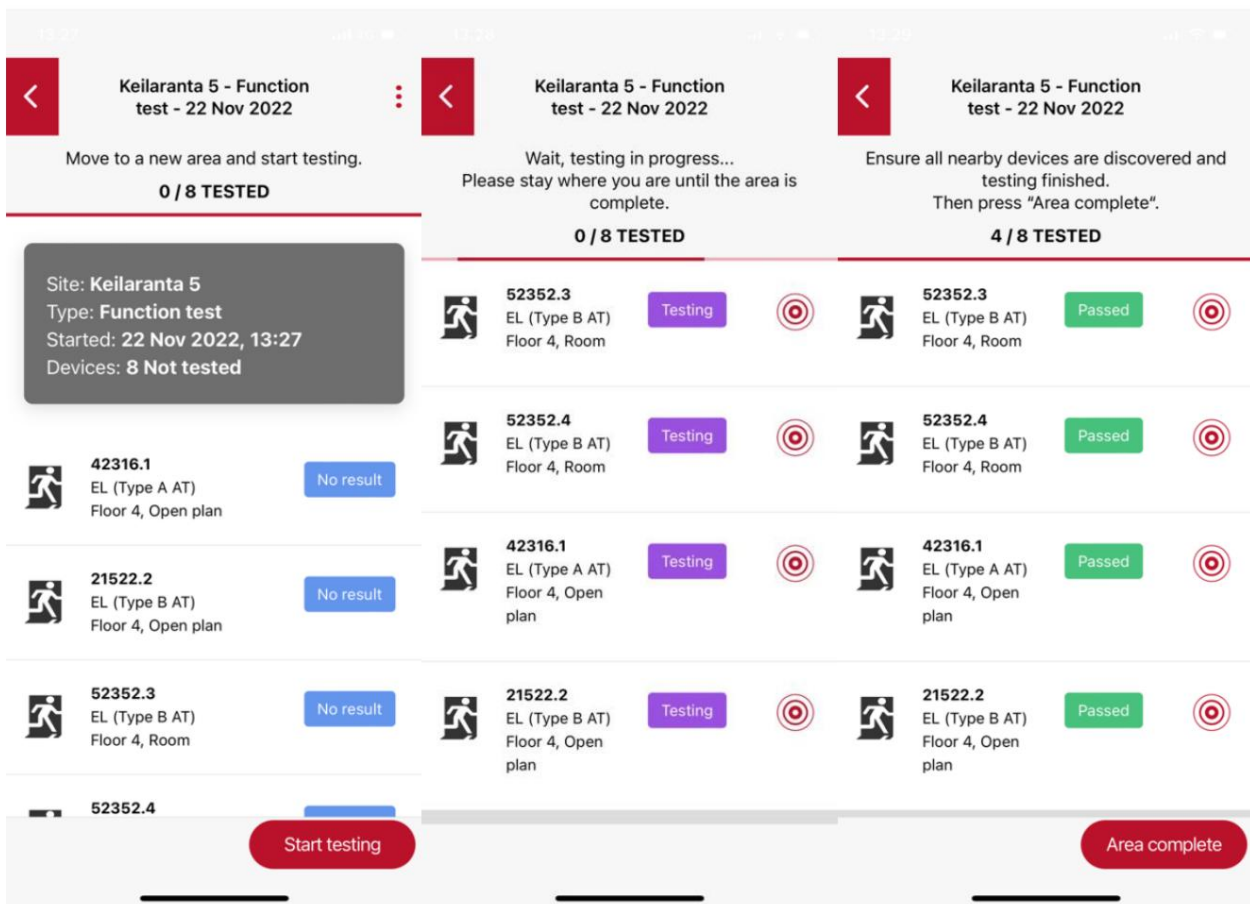 13:27
Keilaranta 5 - Function
test - 22 Nov 2022
Move to a new area and start testing.
0 / 8 TESTED
Site: Keilaranta 5
Type: Function test
Started: 22 Nov 2022, 13:27
Devices: 8 Not tested
42316.1
EL (Type A AT)
Floor 4, Open plan
No result
21522.2
EL (Type B AT)
Floor 4, Open plan
No result
52352.3
EL (Type B AT)
Floor 4, Room
No result
52352.4
Start testing
13:28
Keilaranta 5 - Function
test - 22 Nov 2022
Wait, testing in progress...
Please stay where you are until the area is
complete.
0 / 8 TESTED
52352.3
EL (Type B AT)
Floor 4, Room
Testing
52352.4
EL (Type B AT)
Floor 4, Room
Testing
42316.1
EL (Type A AT)
Floor 4, Open
plan
Testing
21522.2
EL (Type B AT)
Floor 4, Open
plan
Testing
13:29
Keilaranta 5 - Function
test - 22 Nov 2022
Ensure all nearby devices are discovered and
testing finished.
Then press “Area complete“.
4 / 8 TESTED
52352.3
EL (Type B AT)
Floor 4, Room
Passed
52352.4
EL (Type B AT)
Floor 4, Room
Passed
42316.1
EL (Type A AT)
Floor 4, Open
plan
Passed
21522.2
EL (Type B AT)
Floor 4, Open
plan
Passed
Area complete